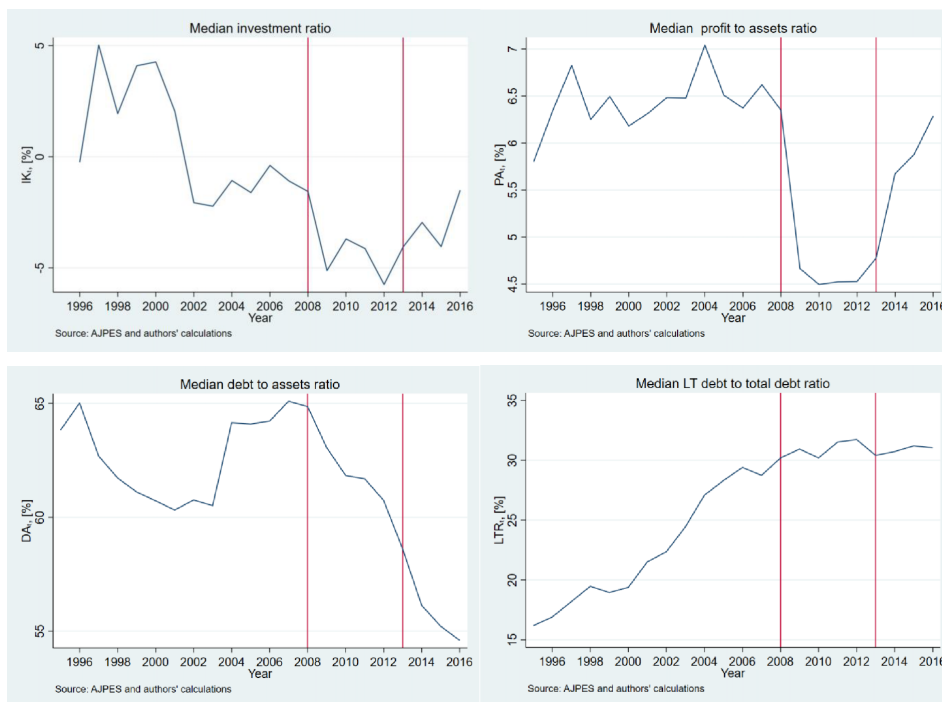 Median investment ratio
IKₜₜ, [%]
5
0
-5
1996 1998 2000 2002 2004 2006 2008 2010 2012 2014 2016
Year
Source: AJPES and authors' calculations
Median profit to assets ratio
[%]
7
6.5
6
5.5
5
4.5
1996 1998 2000 2002 2004 2006 2008 2010 2012 2014 2016
Year
Source: AJPES and authors' calculations
Median debt to assets ratio
[%]
65
60
55
1996 1998 2000 2002 2004 2006 2008 2010 2012 2014 2016
Year
Source: AJPES and authors' calculations
Median LT debt to total debt ratio
[%]
35
30
25
20
15
1996 1998 2000 2002 2004 2006 2008 2010 2012 2014 2016
Year
Source: AJPES and authors' calculations